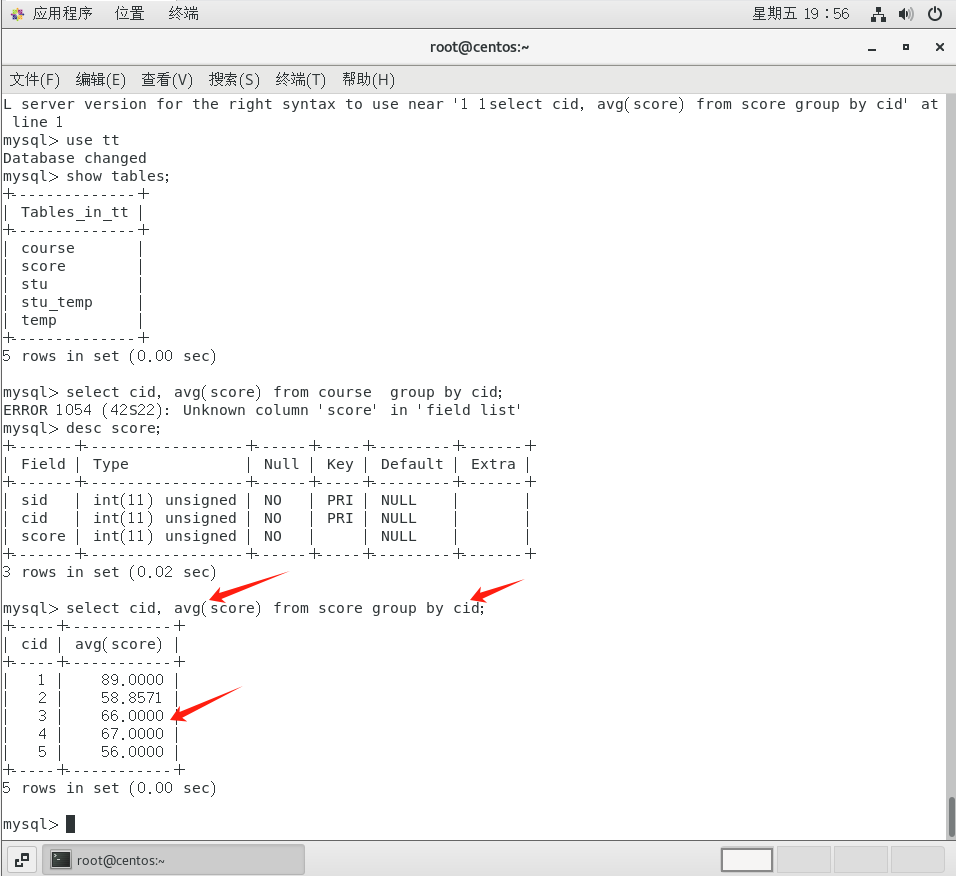 应用程序 位置 终端 星期五 19：56
root@centos:~
文件(F) 编辑(E) 查看(V) 搜索(S) 终端(T) 帮助(H)
L server version for the right syntax to use near '1 1select cid, avg(score) from score group by cid' at
 line 1
mysql> use tt
Database changed
mysql> show tables;
+--------------+
| Tables_in_tt |
+--------------+
| course       |
| score        |
| stu          |
| stu_temp     |
| temp         |
+--------------+
5 rows in set (0.00 sec)
mysql> select cid, avg(score) from course  group by cid;
ERROR 1054 (42S22): Unknown column 'score' in 'field list'
mysql> desc score;
+-------+------------------+------+-----+---------+-------+
| Field | Type             | Null | Key | Default | Extra |
+-------+------------------+------+-----+---------+-------+
| sid   | int(11) unsigned | NO   | PRI | NULL    |       |
| cid   | int(11) unsigned | NO   | PRI | NULL    |       |
| score | int(11) unsigned | NO   |     | NULL    |       |
+-------+------------------+------+-----+---------+-------+
3 rows in set (0.02 sec)
mysql> select cid, avg(score) from score group by cid;
+-----+------------+
| cid | avg(score) |
+-----+------------+
|   1 |    89.0000 |
|   2 |    58.8571 |
|   3 |    66.0000 |
|   4 |    67.0000 |
|   5 |    56.0000 |
+-----+------------+
5 rows in set (0.00 sec)
mysql>
root@centos:~